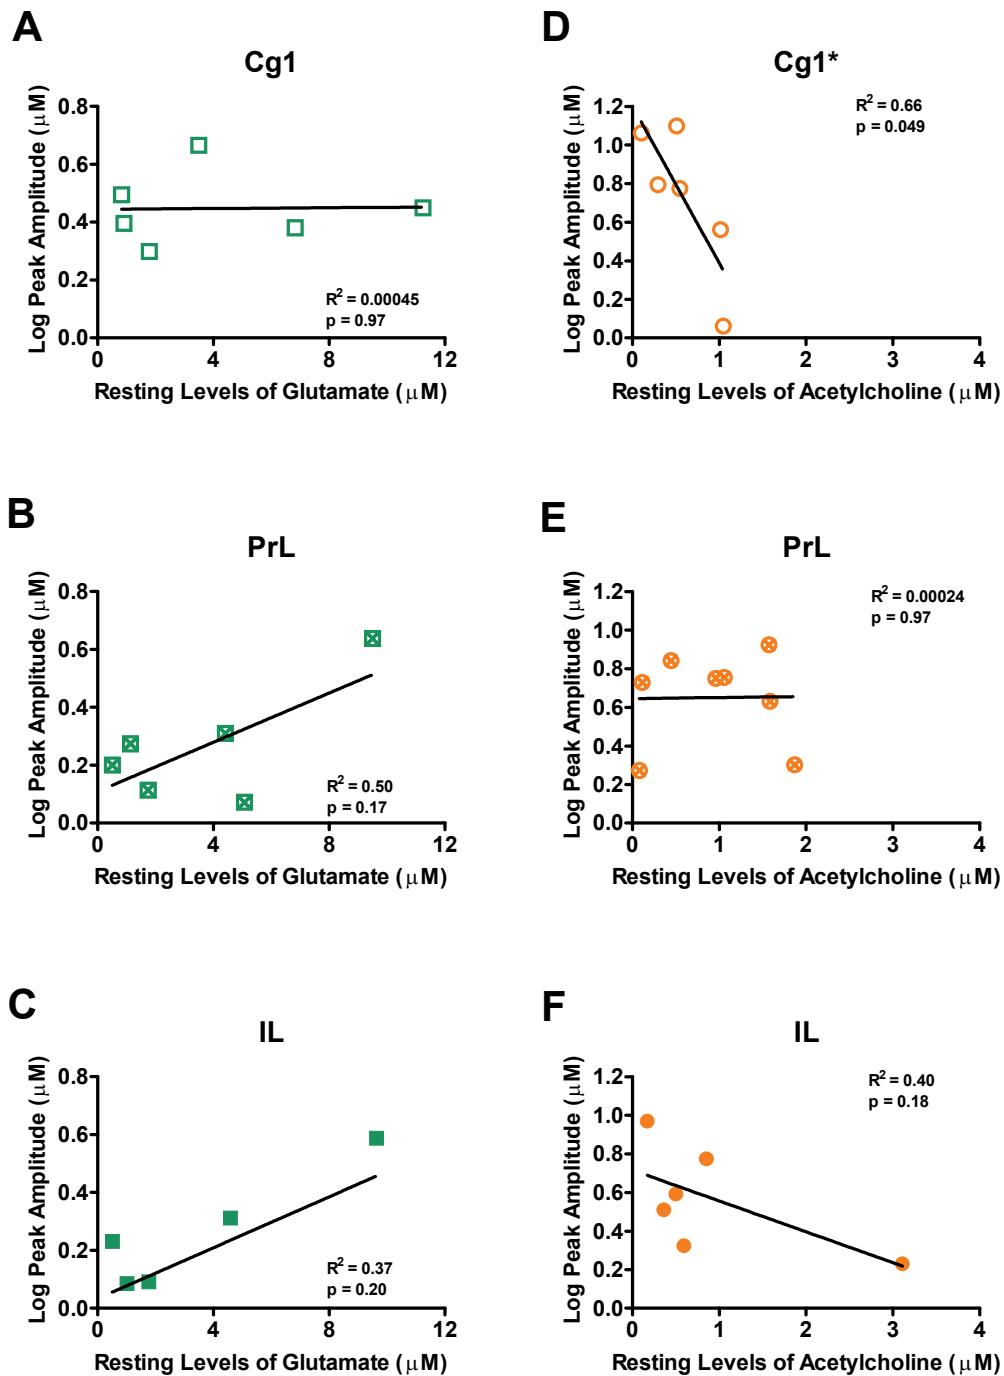 A
Cg1
Log Peak Amplitude (μM)
0.8
0.6
0.4
0.2
0.0
R² = 0.00045
p = 0.97
0 4 8 12
Resting Levels of Glutamate (μM)
D
Cg1*
Log Peak Amplitude (μM)
1.2
1.0
0.8
0.6
0.4
0.2
0.0
R² = 0.66
p = 0.049
0 1 2 3 4
Resting Levels of Acetylcholine (μM)
B
PrL
Log Peak Amplitude (μM)
0.8
0.6
0.4
0.2
0.0
R² = 0.50
p = 0.17
0 4 8 12
Resting Levels of Glutamate (μM)
E
PrL
Log Peak Amplitude (μM)
1.2
1.0
0.8
0.6
0.4
0.2
0.0
R² = 0.00024
p = 0.97
0 1 2 3 4
Resting Levels of Acetylcholine (μM)
C
IL
Log Peak Amplitude (μM)
0.8
0.6
0.4
0.2
0.0
R² = 0.37
p = 0.20
0 4 8 12
Resting Levels of Glutamate (μM)
F
IL
Log Peak Amplitude (μM)
1.2
1.0
0.8
0.6
0.4
0.2
0.0
R² = 0.40
p = 0.18
0 1 2 3 4
Resting Levels of Acetylcholine (μM)